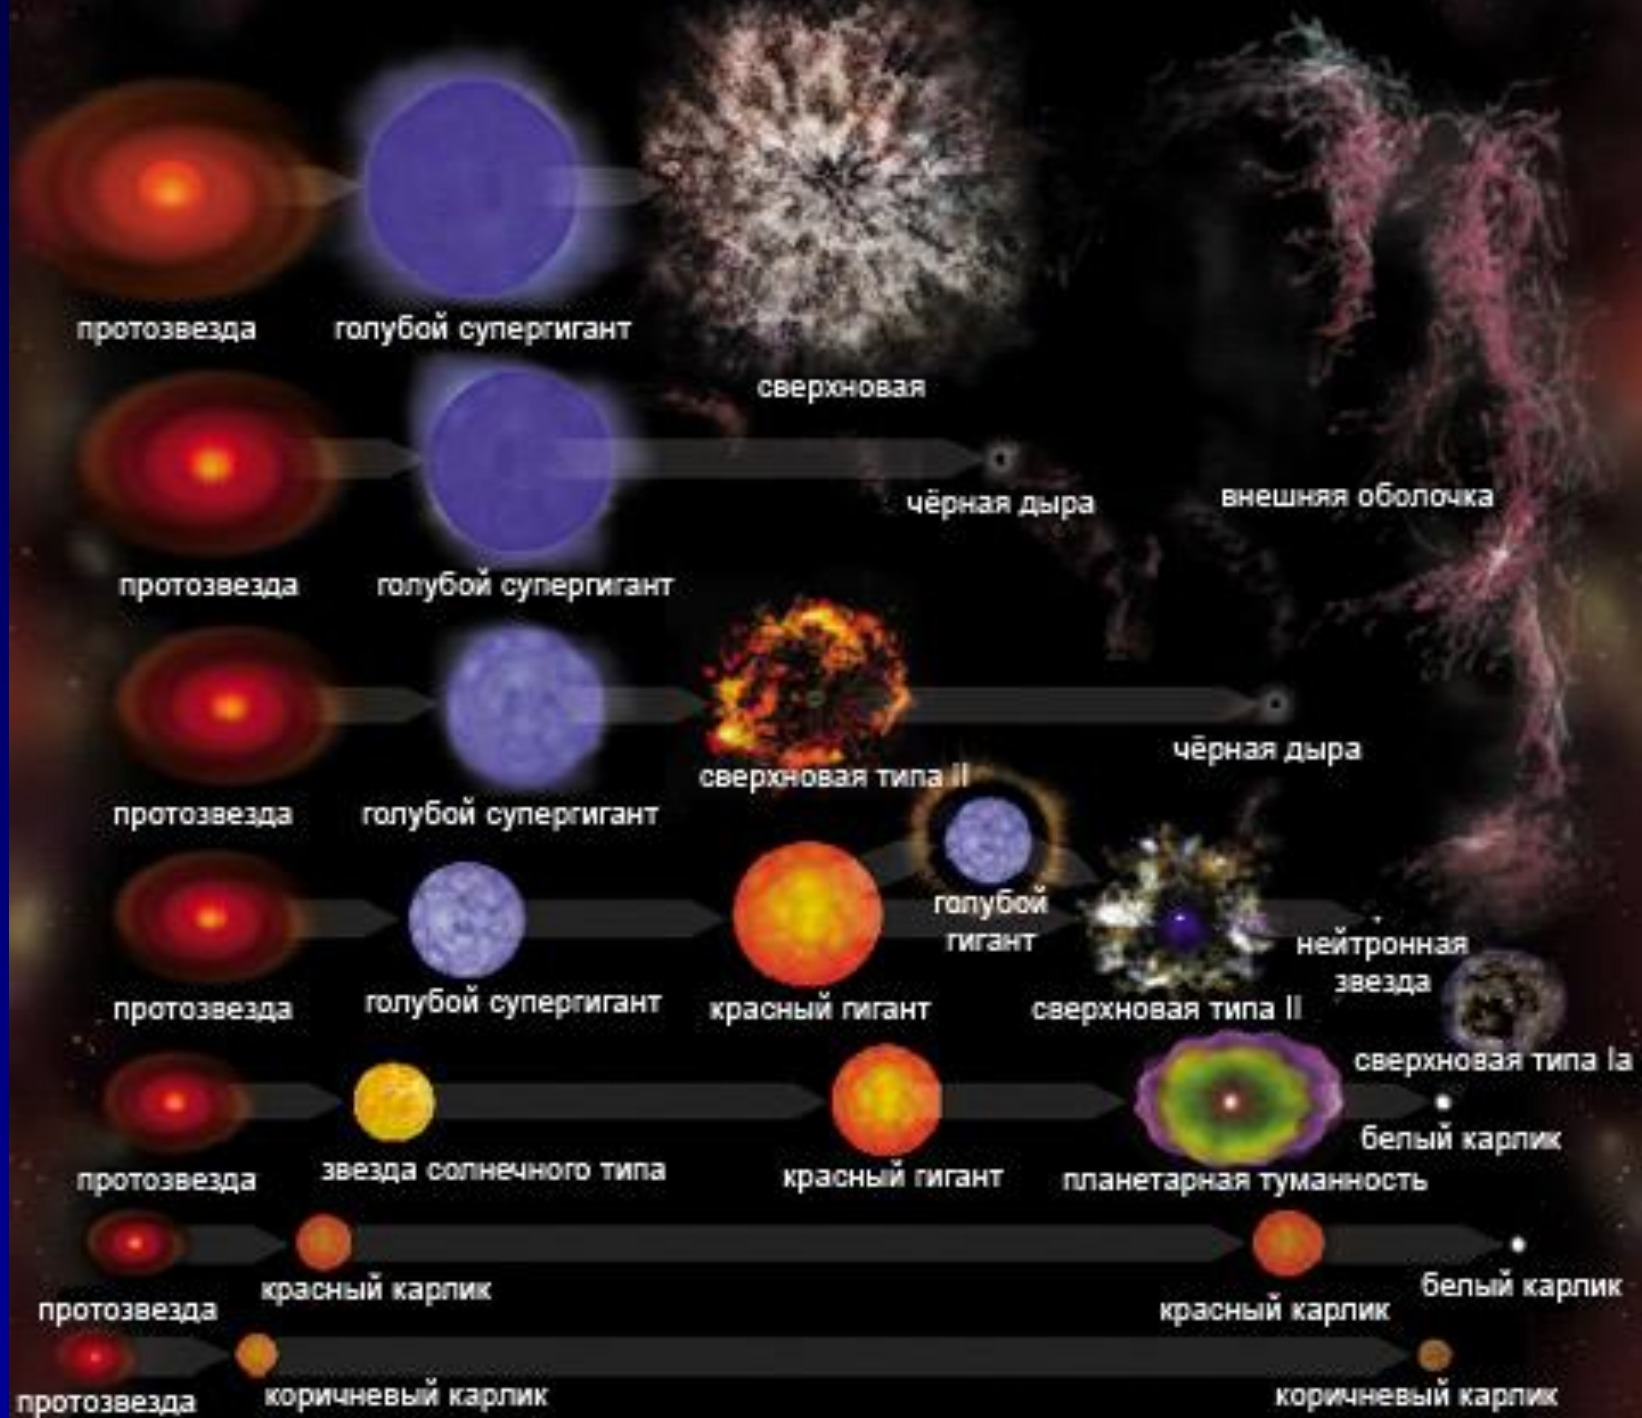 протозвезда
голубой супергигант
сверхновая
чёрная дыра
внешняя оболочка
протозвезда
голубой супергигант
чёрная дыра
сверхновая типа II
протозвезда
голубой супергигант
голубой
гигант
нейтронная
звезда
протозвезда
голубой супергигант
красный гигант
сверхновая типа II
сверхновая типа Ia
белый карлик
протозвезда
звезда солнечного типа
красный гигант
планетарная туманность
протозвезда
красный карлик
красный карлик
белый карлик
протозвезда
коричневый карлик
коричневый карлик